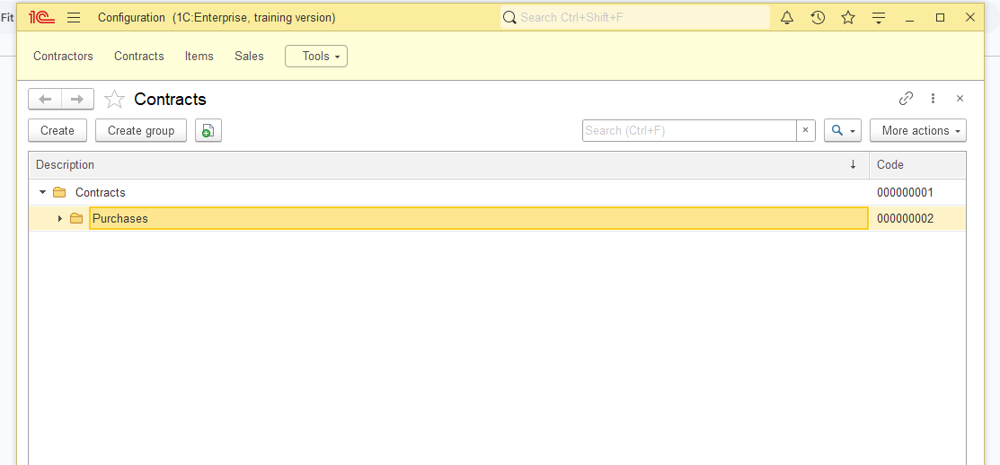 Fit
1C Configuration (1C:Enterprise, training version) Search Ctrl+Shift+F
Contractors Contracts Items Sales Tools
Contracts
Create Create group Search (Ctrl+F) × More actions
Description ↓ Code
Contracts 000000001
Purchases 000000002